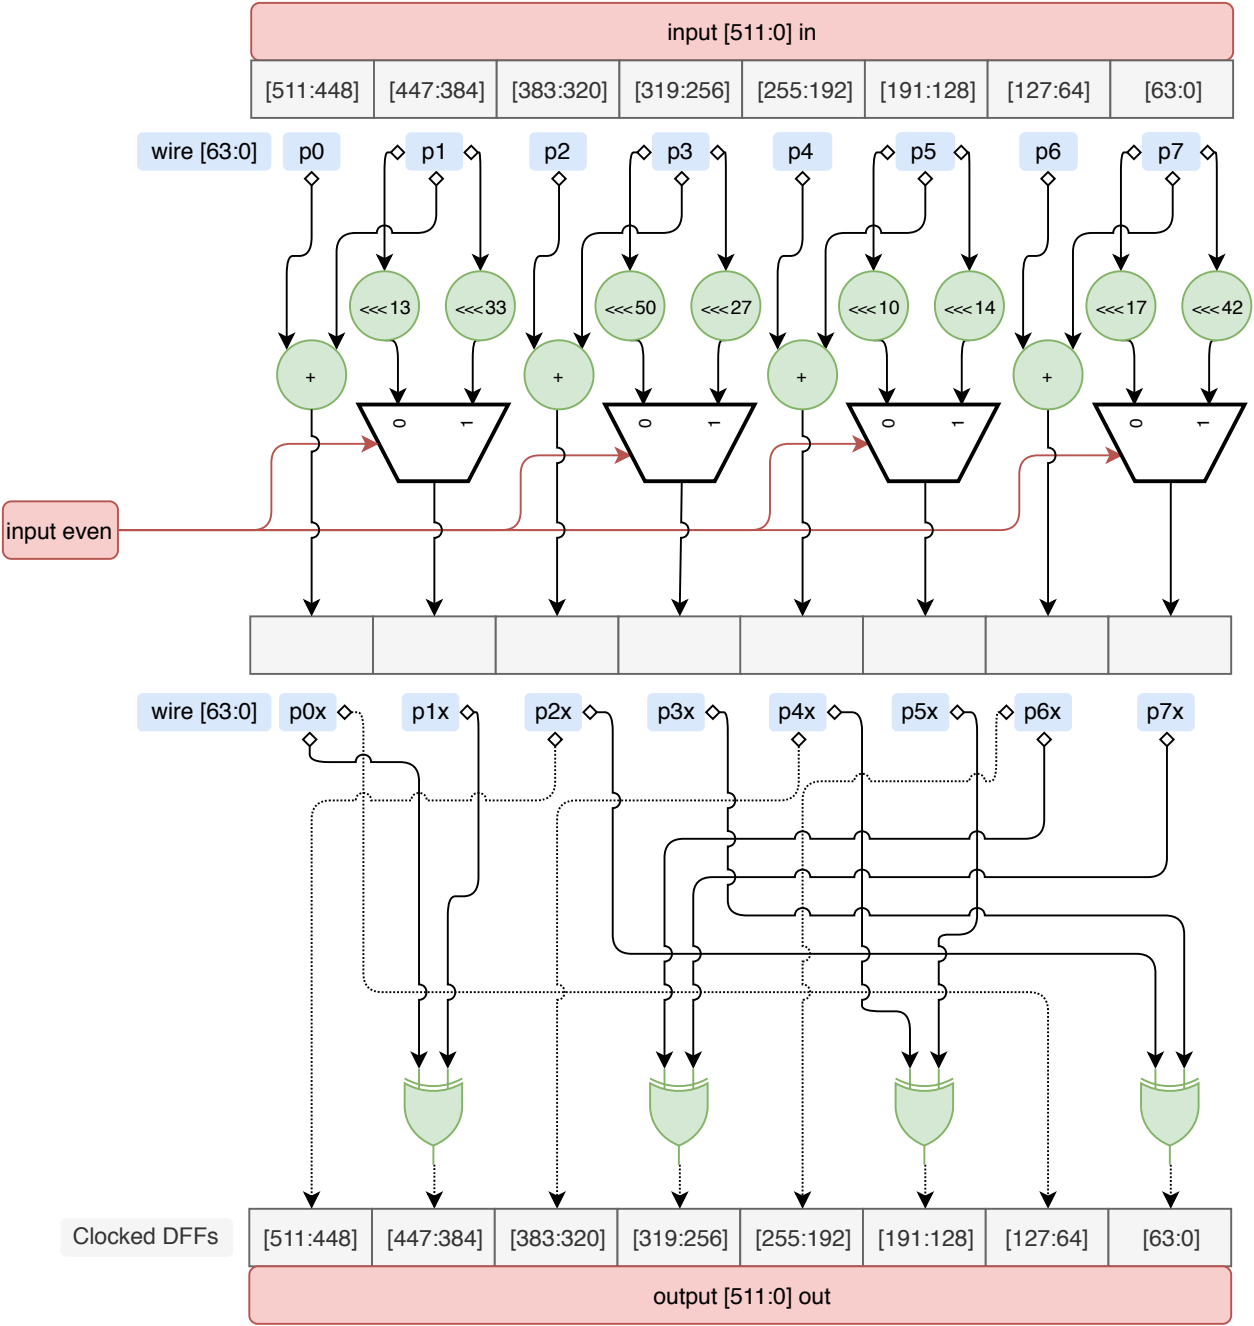 input [511:0] in
[511:448] [447:384] [383:320] [319:256] [255:192] [191:128] [127:64] [63:0]
wire [63:0] p0 p1 p2 p3 p4 p5 p6 p7
<<<13 <<<33 <<<50 <<<27 <<<10 <<<14 <<<17 <<<42
+ + + +
0 1 0 1 0 1 0 1
input even
wire [63:0] p0x p1x p2x p3x p4x p5x p6x p7x
Clocked DFFs [511:448] [447:384] [383:320] [319:256] [255:192] [191:128] [127:64] [63:0]
output [511:0] out